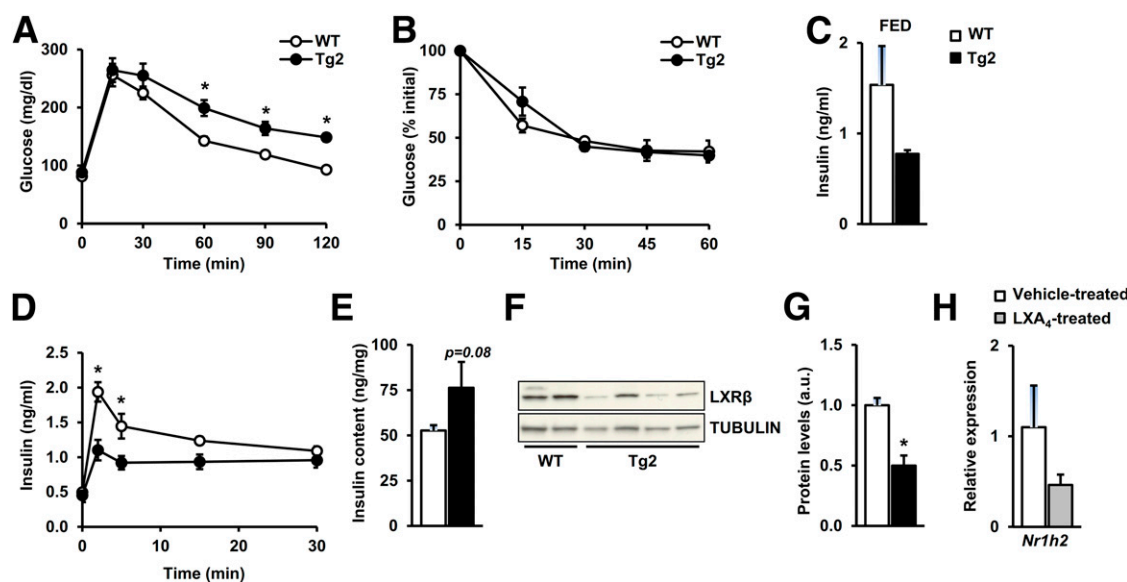 A
Glucose (mg/dl)
300
200
100
0
0 30 60 90 120
Time (min)
WT
Tg2
* * *
B
Glucose (% initial)
100
75
50
25
0
0 15 30 45 60
Time (min)
WT
Tg2
C
FED
Insulin (ng/ml)
2
1
0
WT
Tg2
D
Insulin (ng/ml)
2.5
2.0
1.5
1.0
0.5
0.0
0 10 20 30
Time (min)
* *
E
Insulin content (ng/mg)
100
75
50
25
0
p=0.08
F
LXRβ
TUBULIN
WT Tg2
G
Protein levels (a.u.)
1.5
1.0
0.5
0.0
*
H
Vehicle-treated
LXA₄-treated
Relative expression
2
1
0
Nr1h2